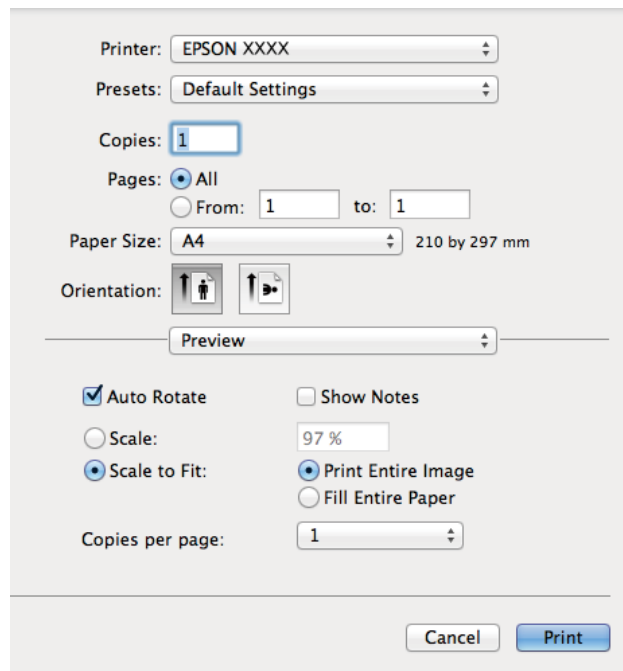 Printer: EPSON XXXX
Presets: Default Settings
Copies: 1
Pages: All
From: 1 to: 1
Paper Size: A4 210 by 297 mm
Orientation:
Preview
Auto Rotate Show Notes
Scale: 97 %
Scale to Fit: Print Entire Image
Fill Entire Paper
Copies per page: 1
Cancel Print